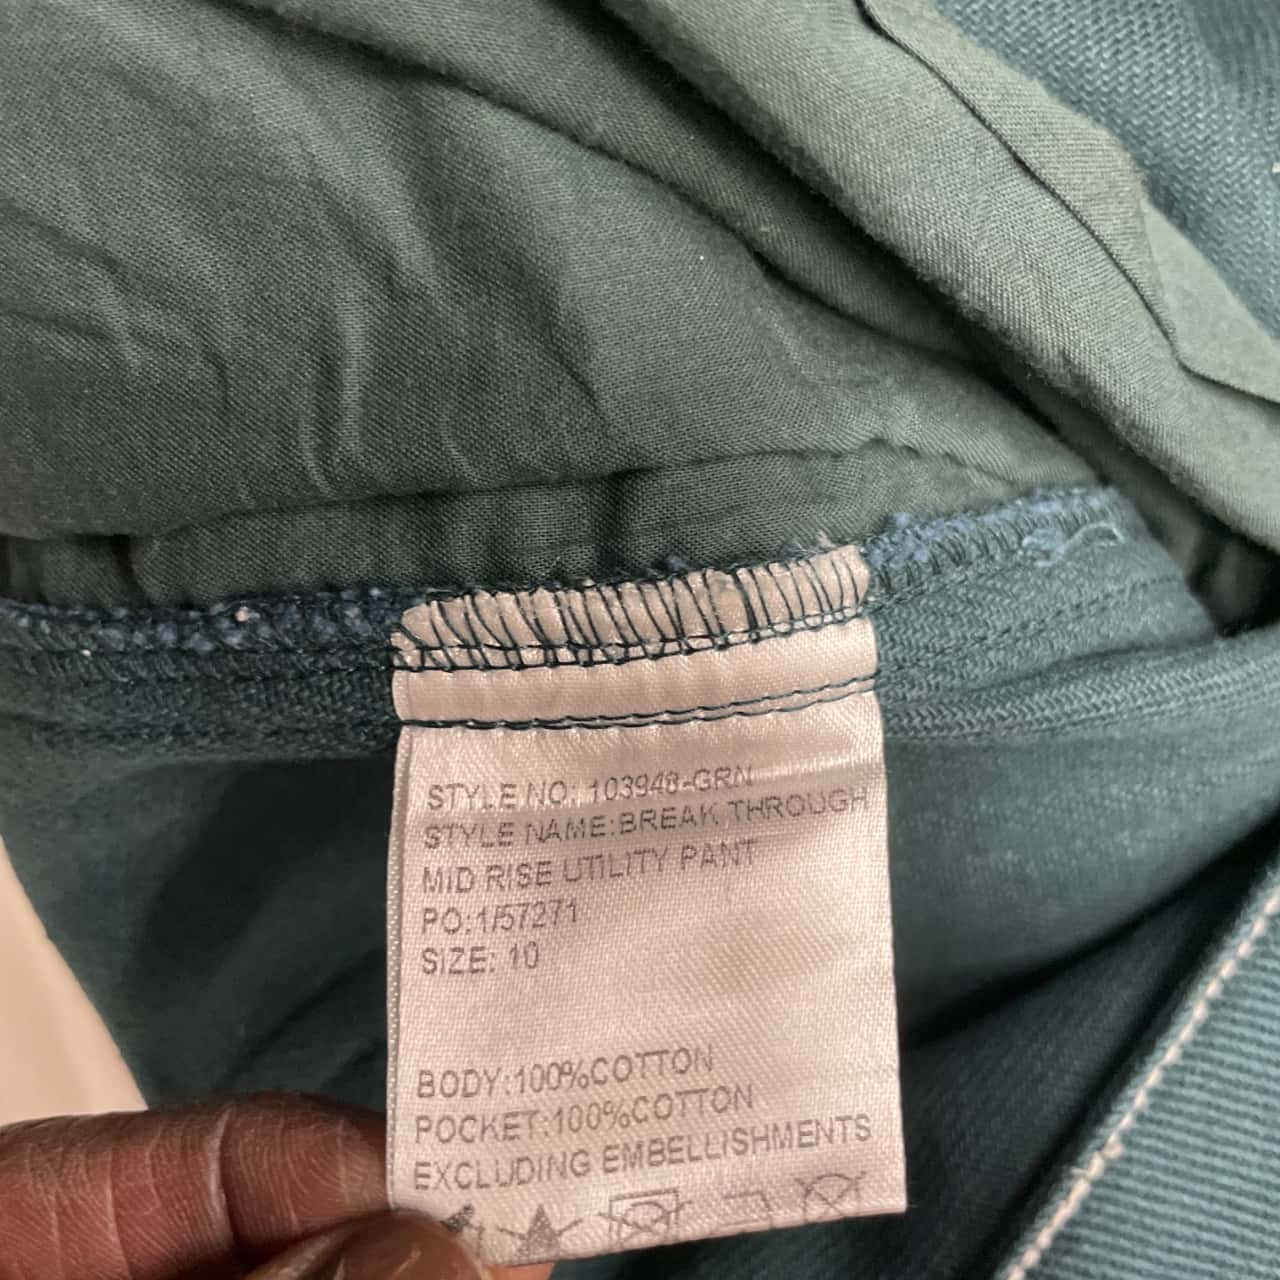 STYLE NO: 103948-GRN
STYLE NAME:BREAK THROUGH
MID RISE UTILITY PANT
PO:1/57271
SIZE: 10
BODY:100%COTTON
POCKET:100%COTTON
EXCLUDING EMBELLISHMENTS